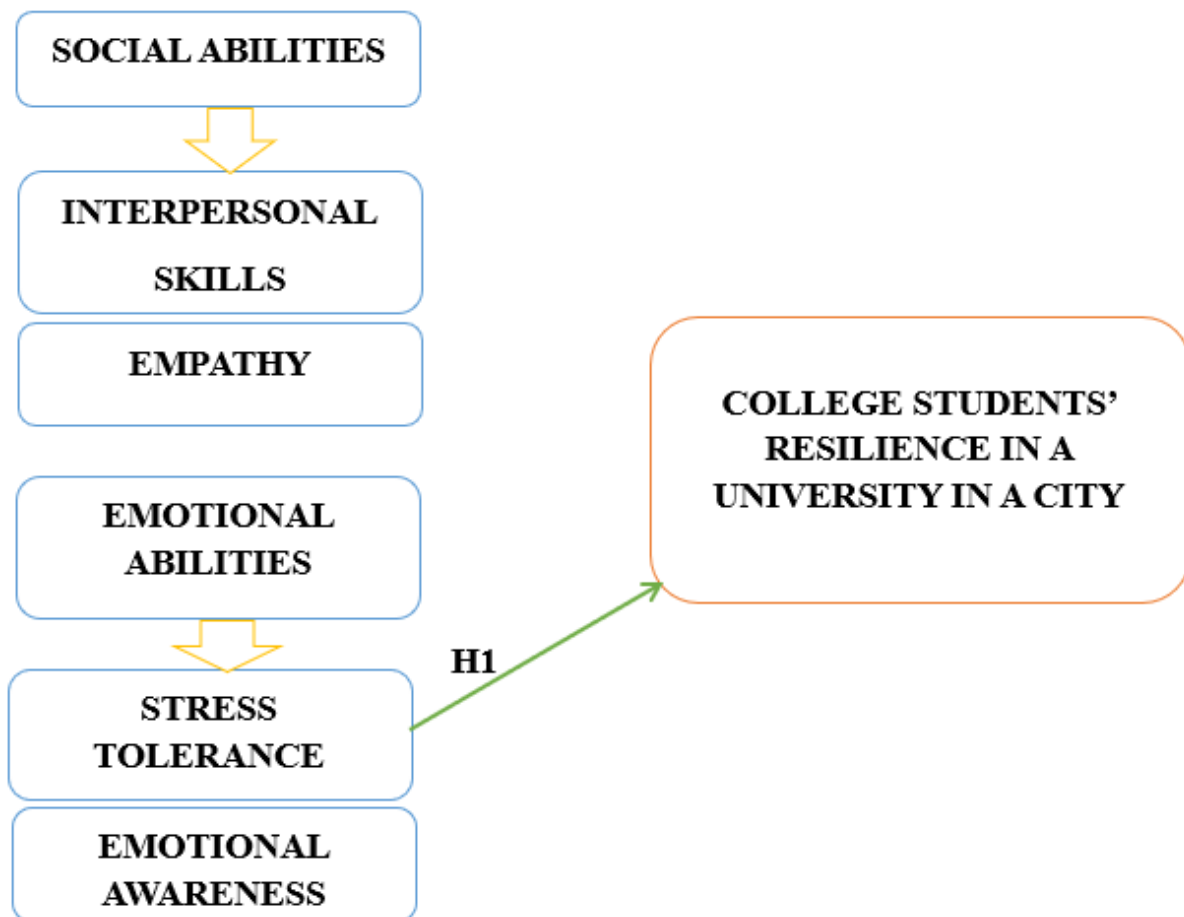 SOCIAL ABILITIES
INTERPERSONAL
SKILLS
EMPATHY
EMOTIONAL
ABILITIES
STRESS
TOLERANCE
EMOTIONAL
AWARENESS
H1
COLLEGE STUDENTS’
RESILIENCE IN A
UNIVERSITY IN A CITY